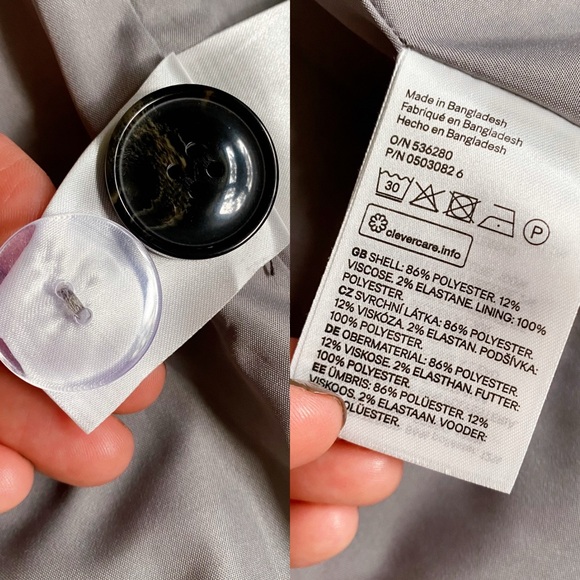 Made in Bangladesh
Fabriqué en Bangladesh
Hecho en Bangladesh
O/N 536280
P/N 0503082 6
30
P
clevercare.info
GB SHELL: 86% POLYESTER. 12%
VISCOSE. 2% ELASTANE. LINING: 100%
POLYESTER.
CZ SVRCHNÍ LÁTKA: 86% POLYESTER.
12% VISKÓZA. 2% ELASTAN. PODŠÍVKA:
100% POLYESTER.
DE OBERMATERIAL: 86% POLYESTER.
12% VISKOSE. 2% ELASTHAN. FUTTER:
100% POLYESTER.
EE ÜMBRIS: 86% POLÜESTER. 12%
VISKOOS. 2% ELASTAAN. VOODER:
POLÜESTER.